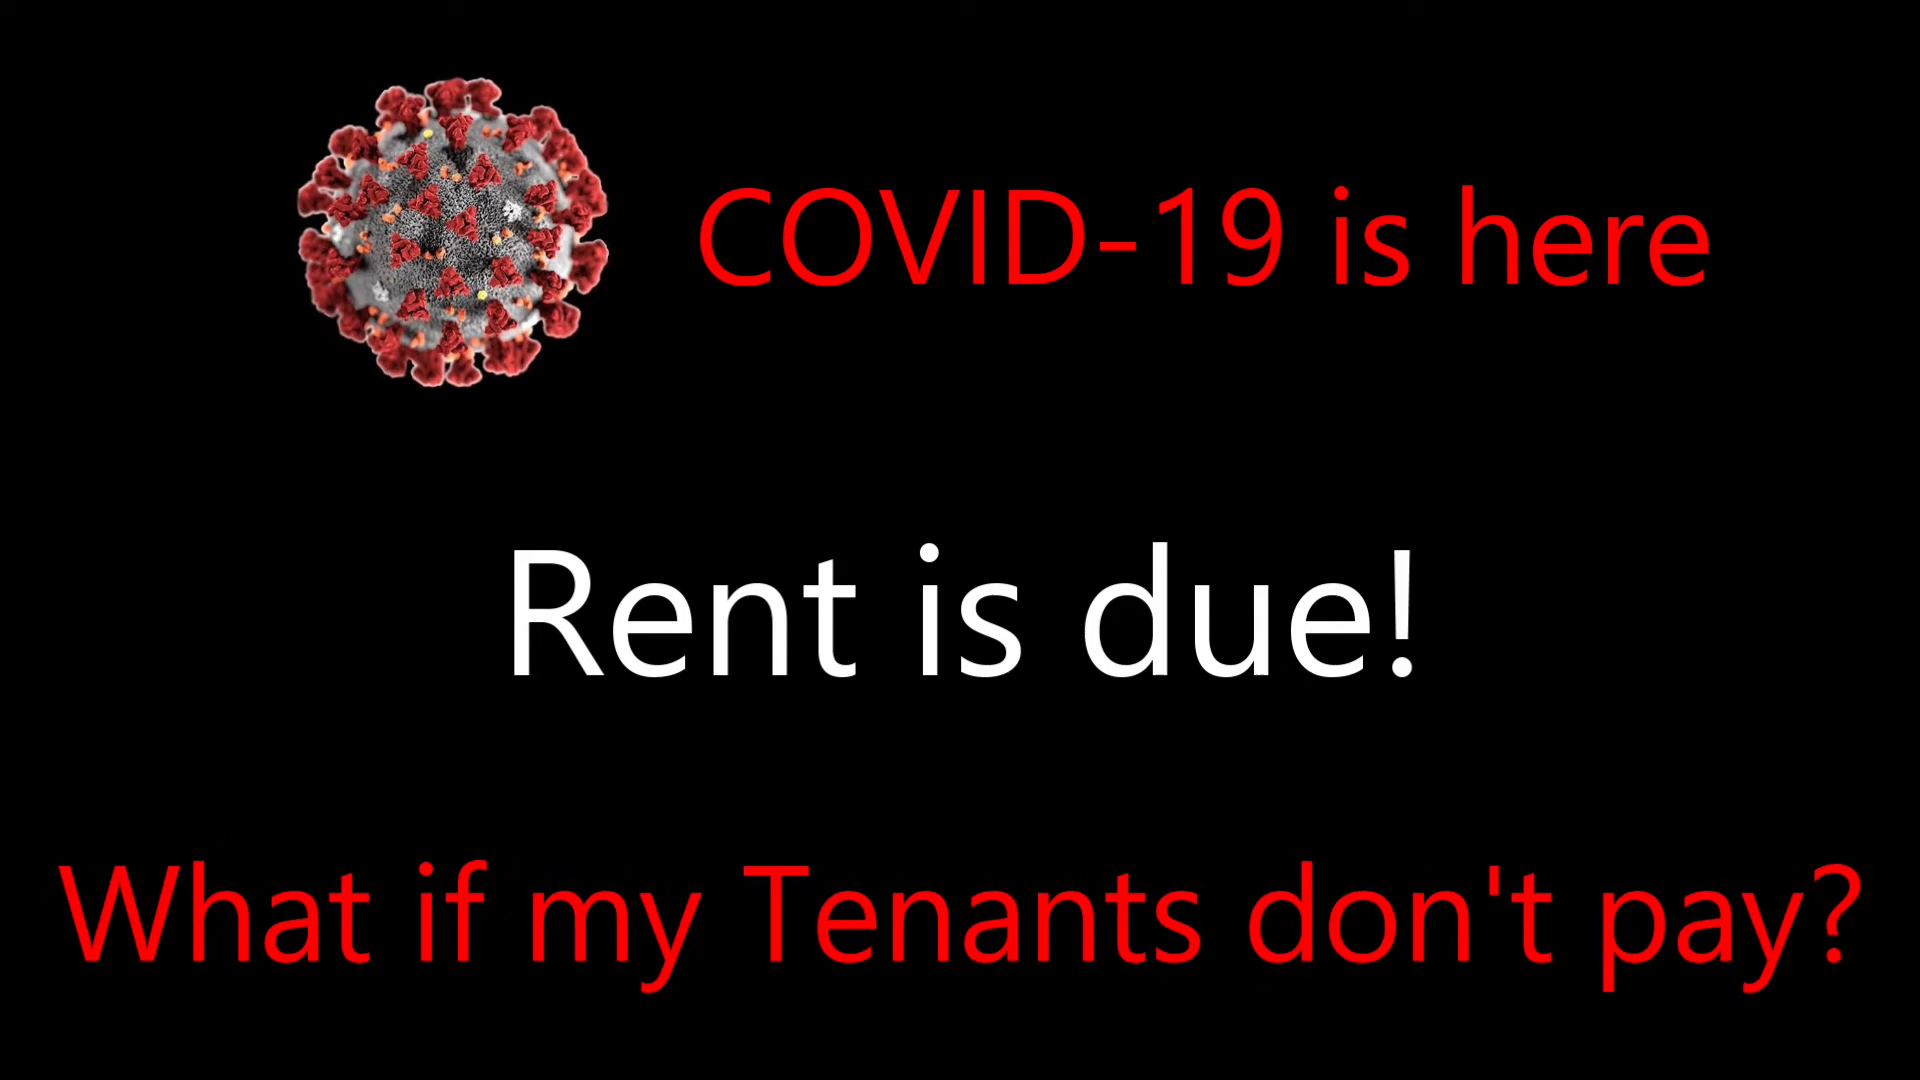 COVID-19 is here
Rent is due!
What if my Tenants don't pay?